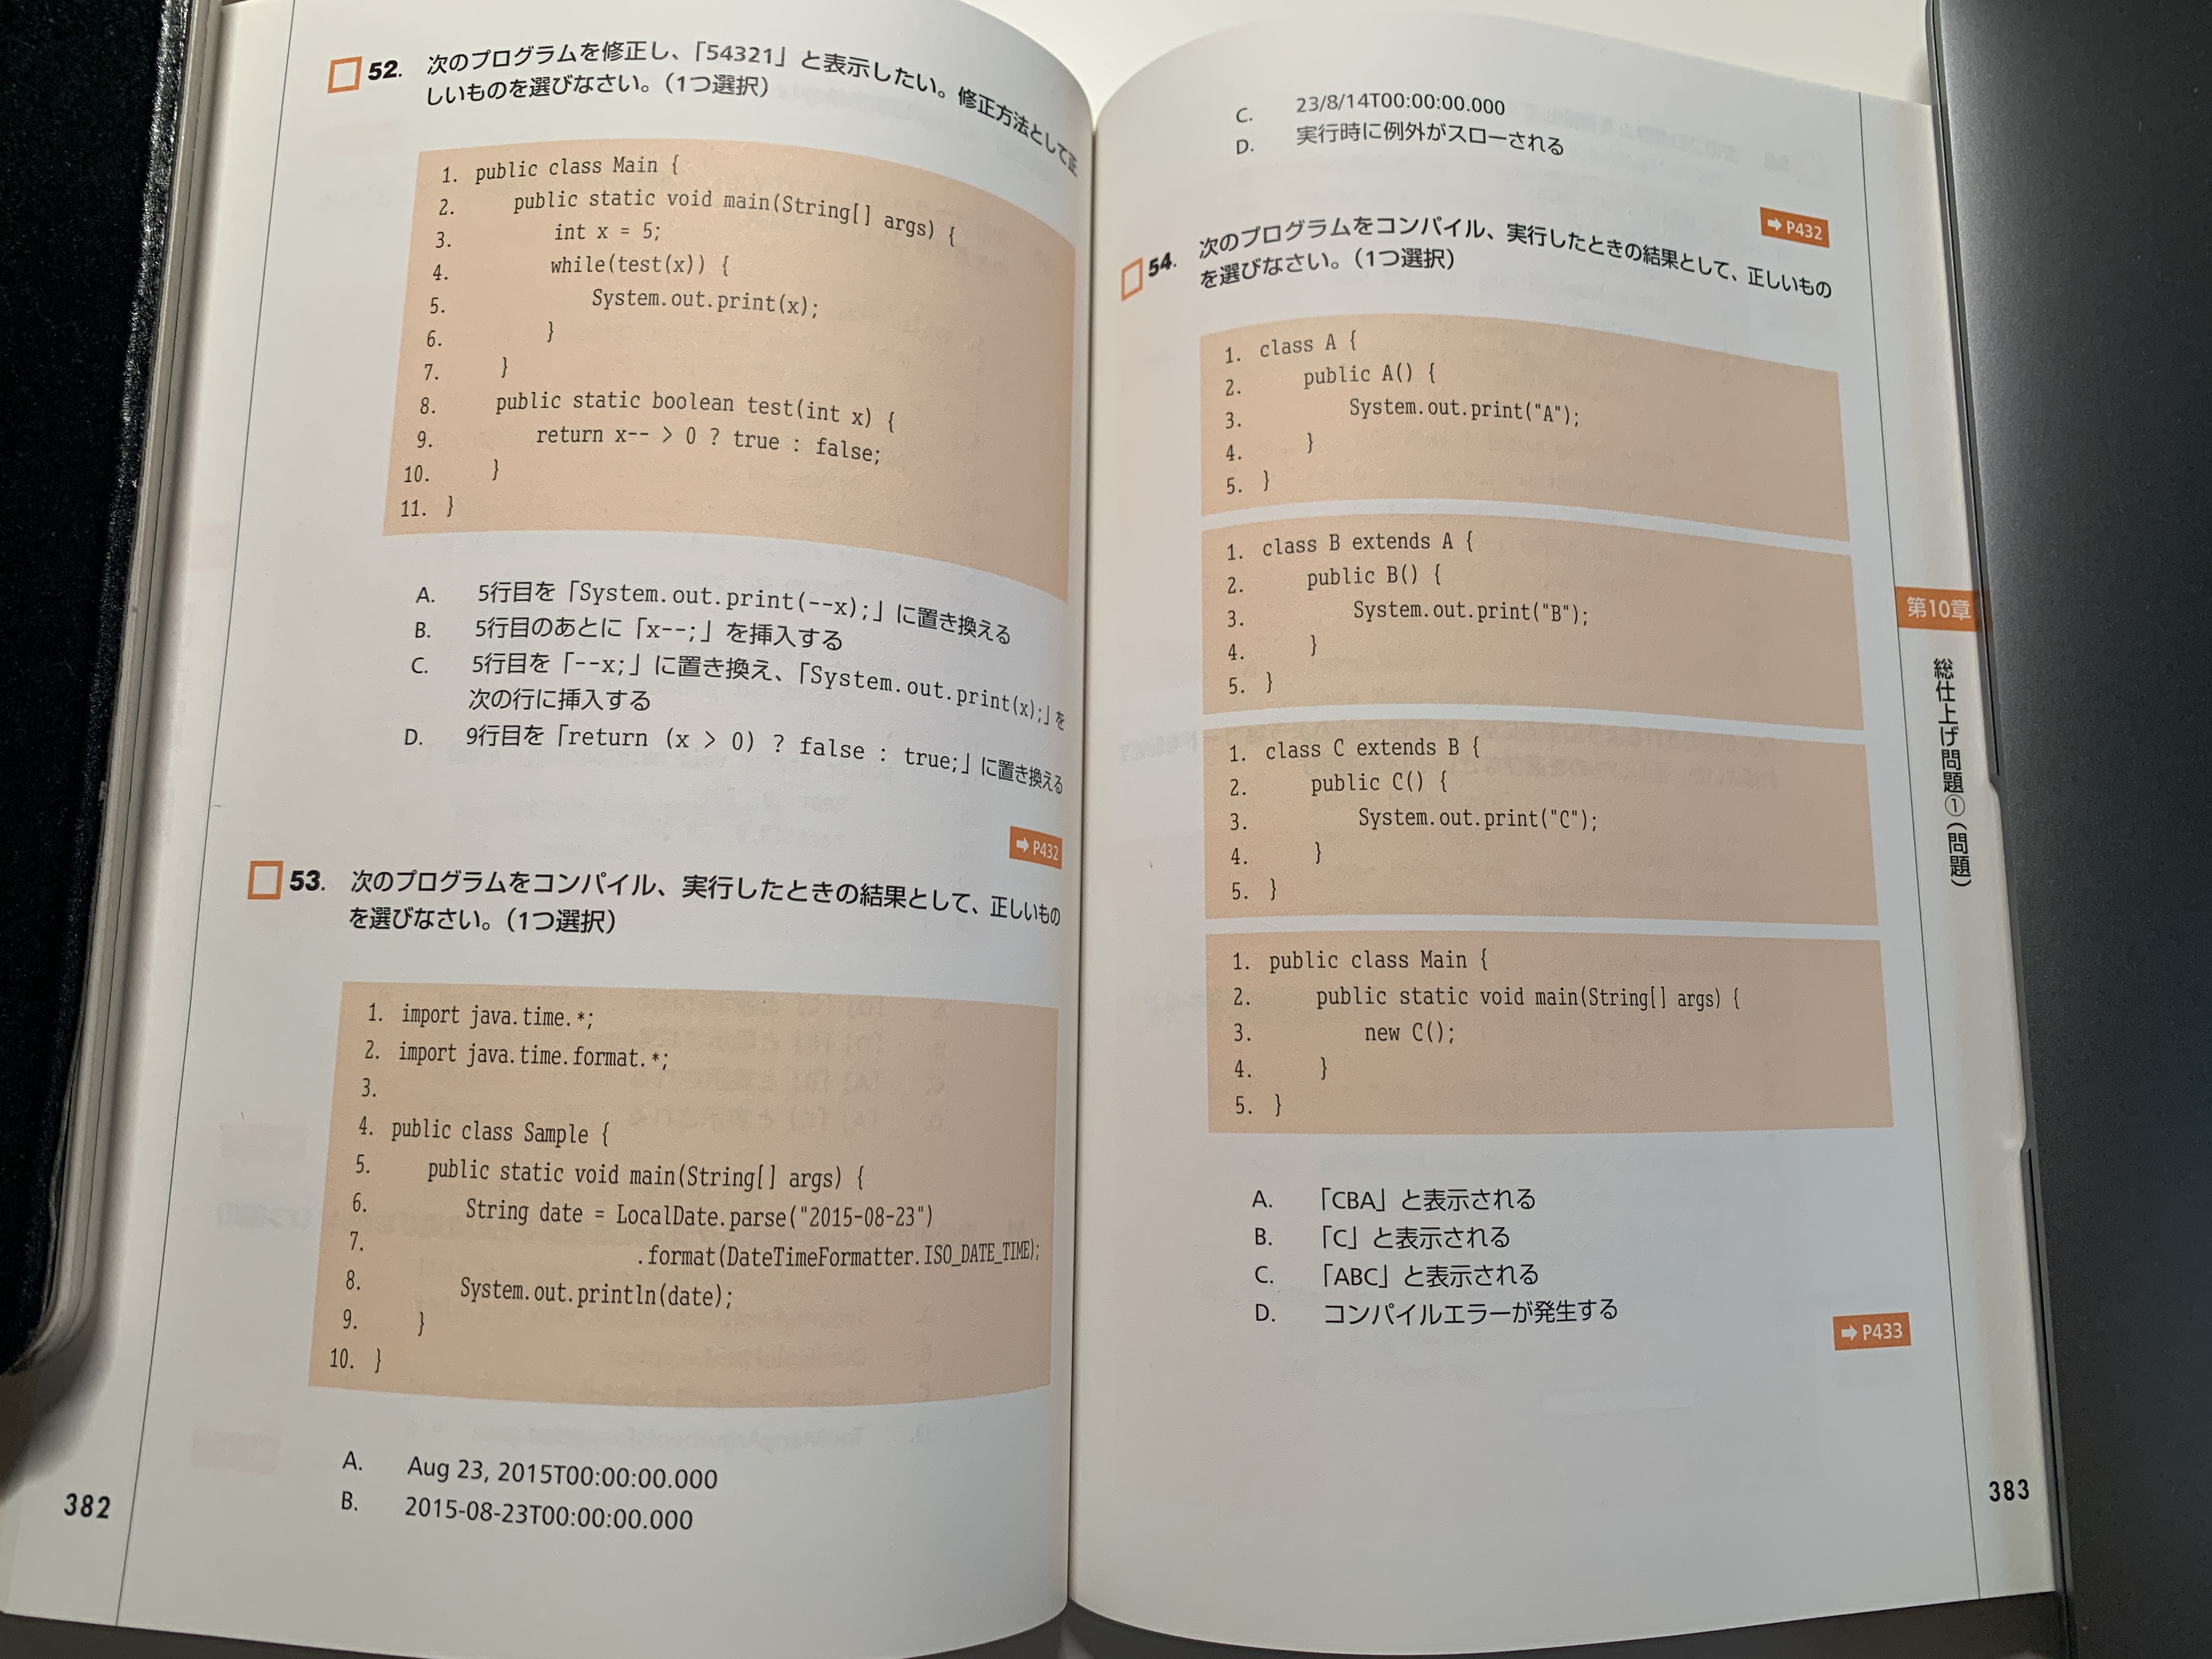 52. 次のプログラムを修正し、「54321」と表示したい。修正方法として正
しいものを選びなさい。（1つ選択）
1. public class Main {
2. public static void main(String[] args) {
3. int x = 5;
4. while(test(x)) {
5. System.out.print(x);
6. }
7. }
8. public static boolean test(int x) {
9. return x-- > 0 ? true : false;
10. }
11. }
A. 5行目を「System.out.print(--x);」に置き換える
B. 5行目のあとに「x--;」を挿入する
C. 5行目を「--x;」に置き換え、「System.out.print(x);」を
次の行に挿入する
D. 9行目を「return (x > 0) ? false : true;」に置き換える
➡ P432
53. 次のプログラムをコンパイル、実行したときの結果として、正しいもの
を選びなさい。（1つ選択）
1. import java.time.*;
2. import java.time.format.*;
3.
4. public class Sample {
5. public static void main(String[] args) {
6. String date = LocalDate.parse("2015-08-23")
7. .format(DateTimeFormatter.ISO_DATE_TIME);
8. System.out.println(date);
9. }
10. }
A. Aug 23, 2015T00:00:00.000
B. 2015-08-23T00:00:00.000
382
C. 23/8/14T00:00:00.000
D. 実行時に例外がスローされる
➡ P432
54. 次のプログラムをコンパイル、実行したときの結果として、正しいもの
を選びなさい。（1つ選択）
1. class A {
2. public A() {
3. System.out.print("A");
4. }
5. }
1. class B extends A {
2. public B() {
3. System.out.print("B");
4. }
5. }
1. class C extends B {
2. public C() {
3. System.out.print("C");
4. }
5. }
1. public class Main {
2. public static void main(String[] args) {
3. new C();
4. }
5. }
A. 「CBA」と表示される
B. 「C」と表示される
C. 「ABC」と表示される
D. コンパイルエラーが発生する
➡ P433
第10章
総仕上げ問題①（問題）
383